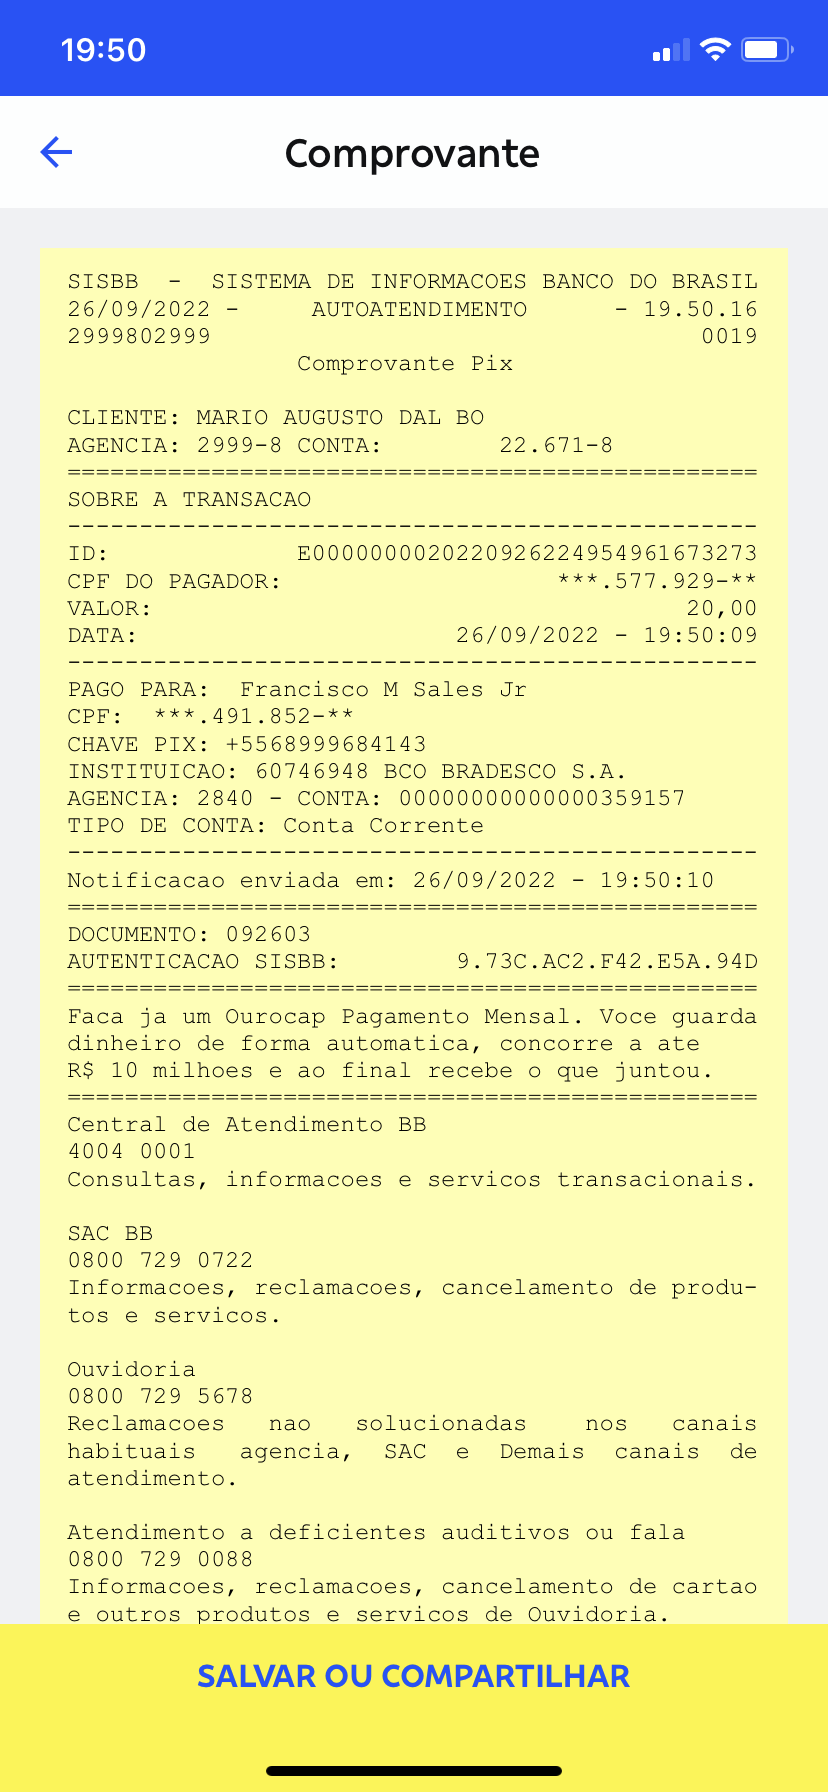 19:50
Comprovante
SISBB - SISTEMA DE INFORMACOES BANCO DO BRASIL
26/09/2022 - AUTOATENDIMENTO - 19.50.16
2999802999 0019
Comprovante Pix
CLIENTE: MARIO AUGUSTO DAL BO
AGENCIA: 2999-8 CONTA: 22.671-8
================================================
SOBRE A TRANSACAO
------------------------------------------------
ID: E00000000202209262249549616​73273
CPF DO PAGADOR: ***.577.929-**
VALOR: 20,00
DATA: 26/09/2022 - 19:50:09
------------------------------------------------
PAGO PARA: Francisco M Sales Jr
CPF: ***.491.852-**
CHAVE PIX: +5568999684143
INSTITUICAO: 60746948 BCO BRADESCO S.A.
AGENCIA: 2840 - CONTA: 00000000000000359157
TIPO DE CONTA: Conta Corrente
------------------------------------------------
Notificacao enviada em: 26/09/2022 - 19:50:10
================================================
DOCUMENTO: 092603
AUTENTICACAO SISBB: 9.73C.AC2.F42.E5A.94D
================================================
Faca ja um Ourocap Pagamento Mensal. Voce guarda
dinheiro de forma automatica, concorre a ate
R$ 10 milhoes e ao final recebe o que juntou.
================================================
Central de Atendimento BB
4004 0001
Consultas, informacoes e servicos transacionais.
SAC BB
0800 729 0722
Informacoes, reclamacoes, cancelamento de produ-
tos e servicos.
Ouvidoria
0800 729 5678
Reclamacoes nao solucionadas nos canais
habituais agencia, SAC e Demais canais de
atendimento.
Atendimento a deficientes auditivos ou fala
0800 729 0088
Informacoes, reclamacoes, cancelamento de cartao
e outros produtos e servicos de Ouvidoria.
SALVAR OU COMPARTILHAR